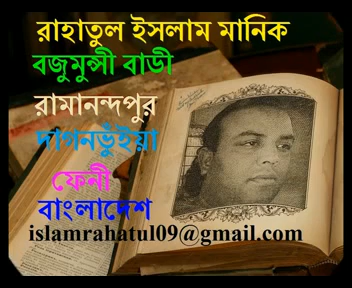 রাহাতুল ইসলাম মানিক
বজুমুন্সী বাডী
রামানন্দপুর
দাগনভুঁইয়া
ফেনী
বাংলাদেশ
islamrahatul09@gmail.com